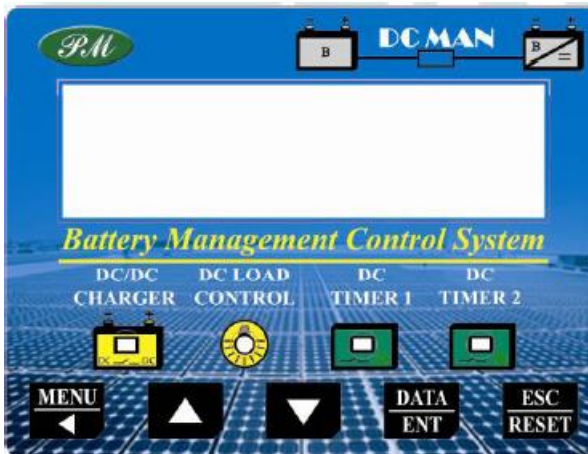 PM
DC MAN
B
B
Battery Management Control System
DC/DC CHARGER
DC LOAD CONTROL
DC TIMER 1
DC TIMER 2
DC DC
MENU
DATA
ENT
ESC
RESET